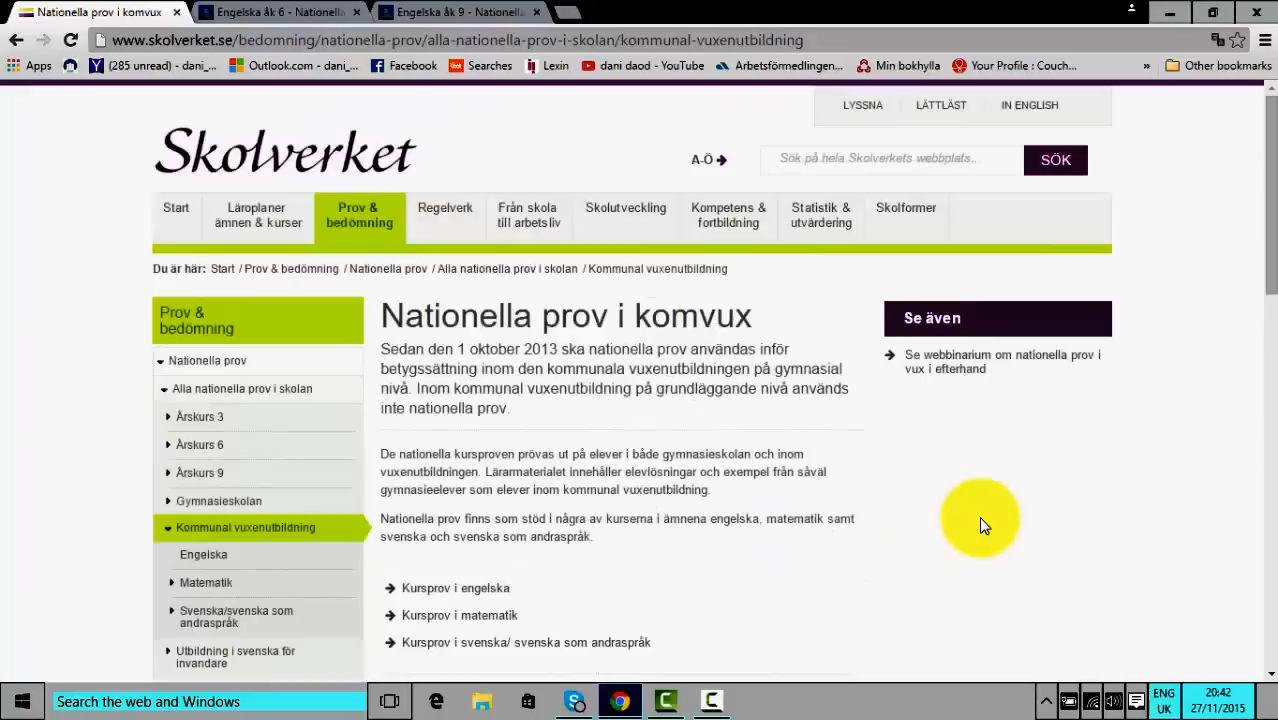 Nationella prov i komvux
Engelska åk 6 - Nationella
Engelska åk 9 - Nationella
www.skolverket.se/bedomning/nationella-prov/alla-nationella-prov-i-skolan/kommunal-vuxenutbildning
Apps (285 unread) - dani_... Outlook.com - dani_... Facebook Searches Lexin dani daod - YouTube Arbetsförmedlingen... Min bokhylla Your Profile : Couch... » Other bookmarks
LYSSNA LÄTTLÄST IN ENGLISH
Skolverket
A-Ö Sök på hela Skolverkets webbplats.. SÖK
Start
Läroplaner
ämnen & kurser
Prov &
bedömning
Regelverk
Från skola
till arbetsliv
Skolutveckling
Kompetens &
fortbildning
Statistik &
utvärdering
Skolformer
Du är här: Start / Prov & bedömning / Nationella prov / Alla nationella prov i skolan / Kommunal vuxenutbildning
Prov &
bedömning
Nationella prov
Alla nationella prov i skolan
Årskurs 3
Årskurs 6
Årskurs 9
Gymnasieskolan
Kommunal vuxenutbildning
Engelska
Matematik
Svenska/svenska som
andraspråk
Utbildning i svenska för
invandare
Nationella prov i komvux
Sedan den 1 oktober 2013 ska nationella prov användas inför
betygssättning inom den kommunala vuxenutbildningen på gymnasial
nivå. Inom kommunal vuxenutbildning på grundläggande nivå används
inte nationella prov.
De nationella kursproven prövas ut på elever i både gymnasieskolan och inom
vuxenutbildningen. Lärarmaterialet innehåller elevlösningar och exempel från såväl
gymnasieelever som elever inom kommunal vuxenutbildning.
Nationella prov finns som stöd i några av kurserna i ämnena engelska, matematik samt
svenska och svenska som andraspråk.
Kursprov i engelska
Kursprov i matematik
Kursprov i svenska/ svenska som andraspråk
Se även
Se webbinarium om nationella prov i
vux i efterhand
Search the web and Windows
ENG
UK
20:42
27/11/2015